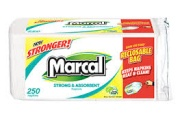 NEW!
STRONGER!
Marcal
STRONG & ABSORBENT
250
RECLOSABLE
BAG
KEEPS NAPKINS
NEAT & CLEAN!